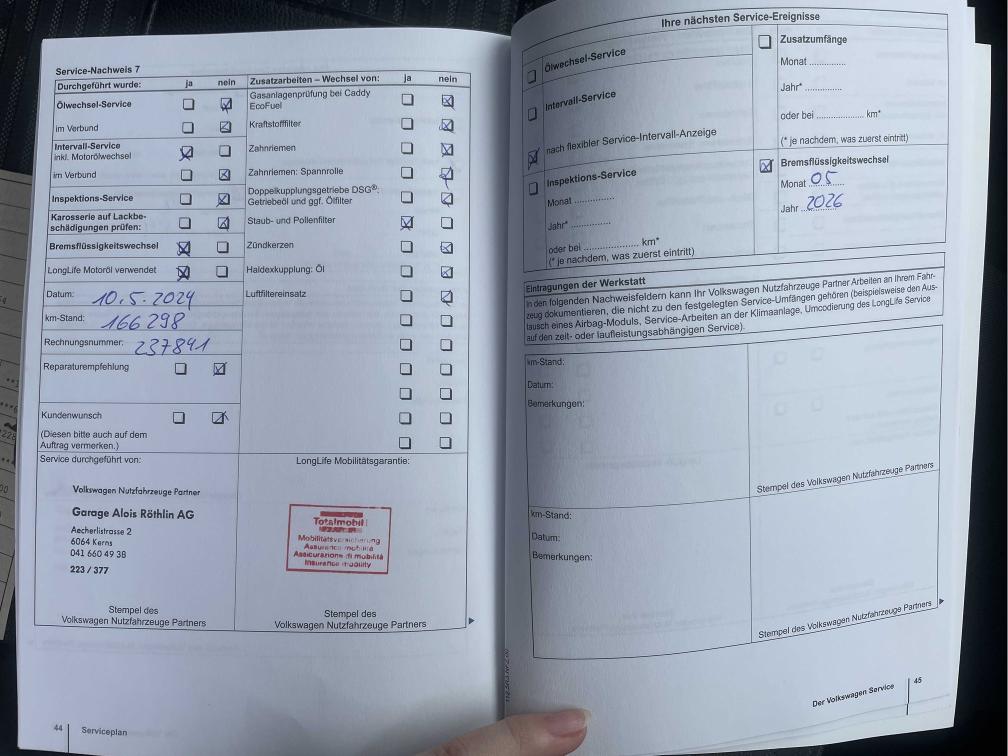 Service-Nachweis 7
Durchgeführt wurde: ja nein
Ölwechsel-Service
im Verbund
Intervall-Service
inkl. Motorölwechsel
im Verbund
Inspektions-Service
Karosserie auf Lackbe-
schädigungen prüfen:
Bremsflüssigkeitswechsel
LongLife Motoröl verwendet
Datum: 10.5.2024
km-Stand: 166 298
Rechnungsnummer: 237841
Reparaturempfehlung
Kundenwunsch
(Diesen bitte auch auf dem
Auftrag vermerken.)
Zusatzarbeiten – Wechsel von: ja nein
Gasanlagenprüfung bei Caddy
EcoFuel
Kraftstofffilter
Zahnriemen
Zahnriemen: Spannrolle
Doppelkupplungsgetriebe DSG®:
Getriebeöl und ggf. Ölfilter
Staub- und Pollenfilter
Zündkerzen
Haldexkupplung: Öl
Luftfiltereinsatz
Service durchgeführt von:
Volkswagen Nutzfahrzeuge Partner
Garage Alois Röthlin AG
Aecherlistrasse 2
6064 Kerns
041 660 49 38
223 / 377
Stempel des
Volkswagen Nutzfahrzeuge Partners
LongLife Mobilitätsgarantie:
Totalmobil!
Mobilitätsversicherung
Assurance mobilité
Assicurazione di mobilità
Insurance mobility
Stempel des
Volkswagen Nutzfahrzeuge Partners
44 Serviceplan
Ihre nächsten Service-Ereignisse
Ölwechsel-Service
Intervall-Service
nach flexibler Service-Intervall-Anzeige
Inspektions-Service
Monat ..............
Jahr* ..............
oder bei .................... km*
(* je nachdem, was zuerst eintritt)
Zusatzumfänge
Monat .............
Jahr* .............
oder bei .................... km*
(* je nachdem, was zuerst eintritt)
Bremsflüssigkeitswechsel
Monat 05
Jahr 2026
Eintragungen der Werkstatt
In den folgenden Nachweisfeldern kann Ihr Volkswagen Nutzfahrzeuge Partner Arbeiten an Ihrem Fahr-
zeug dokumentieren, die nicht zu den festgelegten Service-Umfängen gehören (beispielsweise den Aus-
tausch eines Airbag-Moduls, Service-Arbeiten an der Klimaanlage, Umcodierung des LongLife Service
auf den zeit- oder laufleistungsabhängigen Service).
km-Stand:
Datum:
Bemerkungen:
Stempel des Volkswagen Nutzfahrzeuge Partners
km-Stand:
Datum:
Bemerkungen:
Stempel des Volkswagen Nutzfahrzeuge Partners
Der Volkswagen Service 45